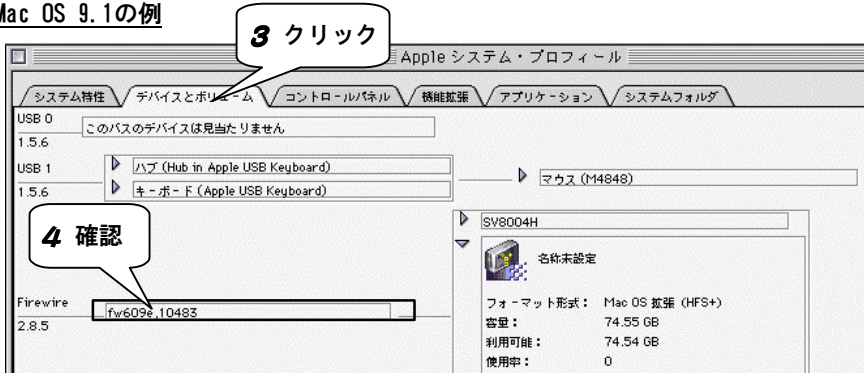 Mac OS 9.1の例
3 クリック
Apple システム・プロフィール
システム特性 デバイスとボリューム コントロールパネル 機能拡張 アプリケーション システムフォルダ
USB 0
このバスのデバイスは見当たりません
1.5.6
USB 1
ハブ (Hub in Apple USB Keyboard)
マウス (M4848)
1.5.6
キーボード (Apple USB Keyboard)
SV8004H
4 確認
名称未設定
Firewire
fw609e,10483
2.8.5
フォーマット形式： Mac OS 拡張 (HFS+)
容量： 74.55 GB
利用可能： 74.54 GB
使用率： 0